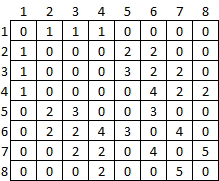 1 2 3 4 5 6 7 8
1 0 1 1 1 0 0 0 0
2 1 0 0 0 2 2 0 0
3 1 0 0 0 3 2 2 0
4 1 0 0 0 0 4 2 2
5 0 2 3 0 0 3 0 0
6 0 2 2 4 3 0 4 0
7 0 0 2 2 0 4 0 5
8 0 0 0 2 0 0 5 0